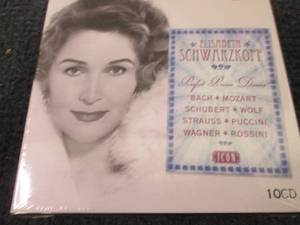 ELISABETH
SCHWARZKOPF
Perfect Prima Donna
BACH • MOZART
SCHUBERT • WOLF
STRAUSS • PUCCINI
WAGNER • ROSSINI
ICON
10CD